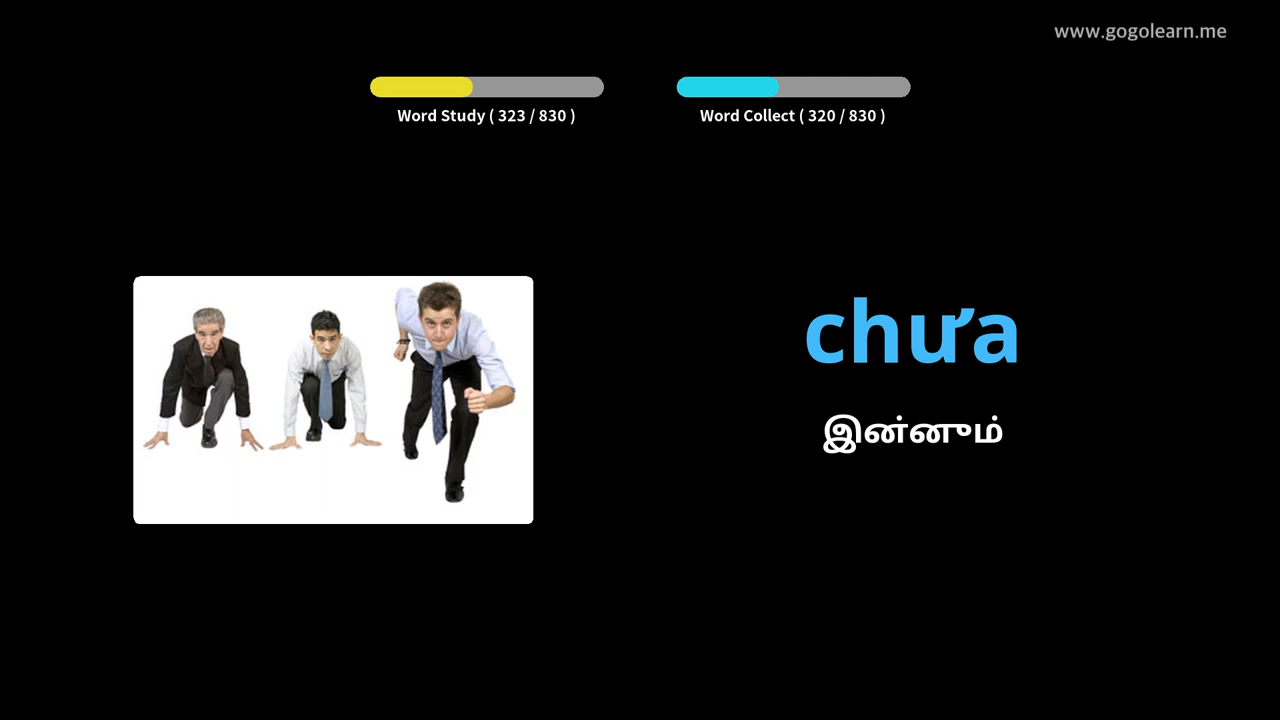 www.gogolearn.me
Word Study ( 323 / 830 )
Word Collect ( 320 / 830 )
chưa
இன்னும்